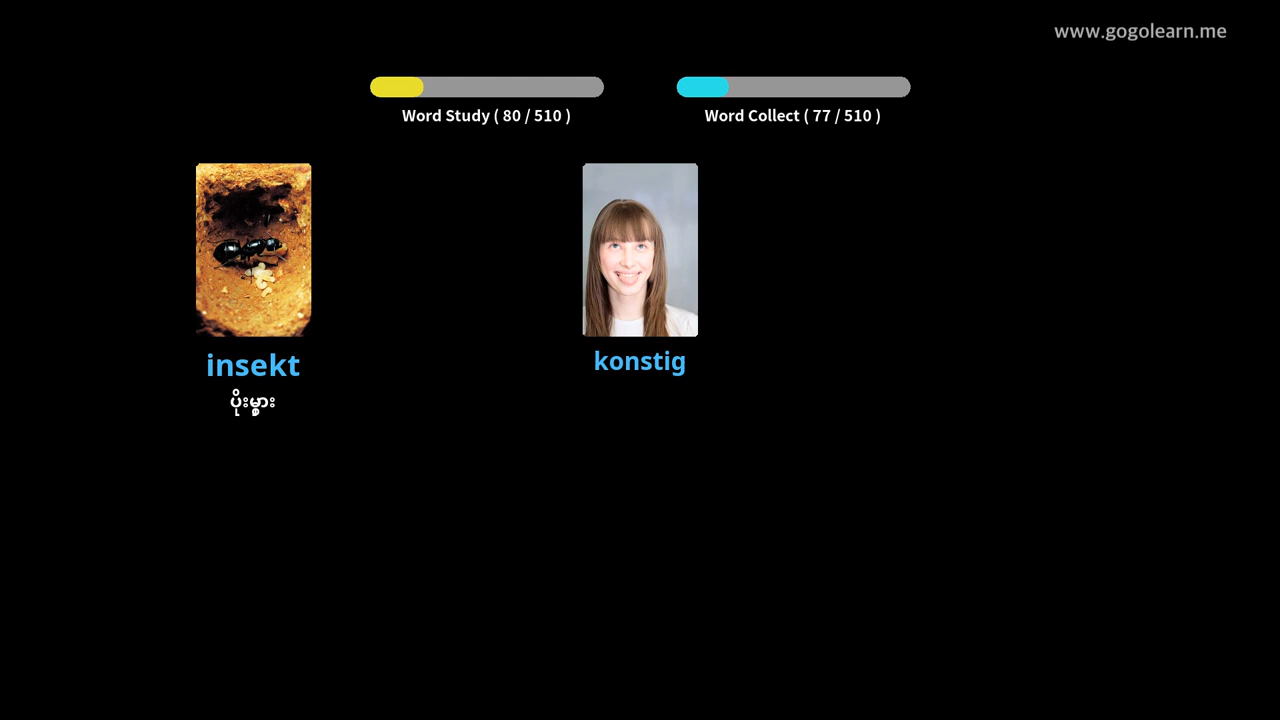 www.gogolearn.me
Word Study ( 80 / 510 )
Word Collect ( 77 / 510 )
insekt
ပိုးမွှား
konstig